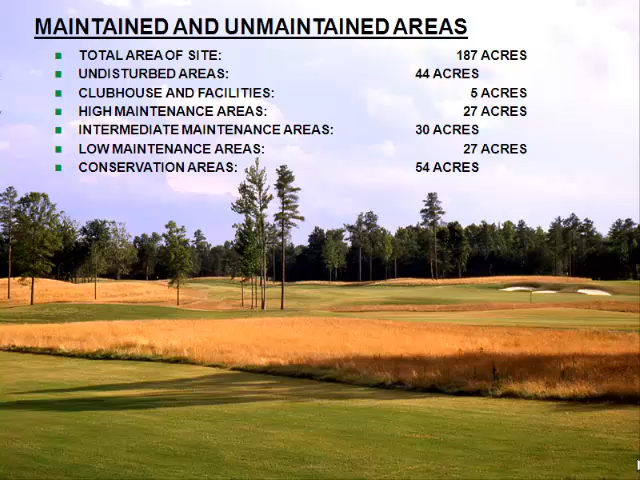 MAINTAINED AND UNMAINTAINED AREAS
TOTAL AREA OF SITE: 187 ACRES
UNDISTURBED AREAS: 44 ACRES
CLUBHOUSE AND FACILITIES: 5 ACRES
HIGH MAINTENANCE AREAS: 27 ACRES
INTERMEDIATE MAINTENANCE AREAS: 30 ACRES
LOW MAINTENANCE AREAS: 27 ACRES
CONSERVATION AREAS: 54 ACRES